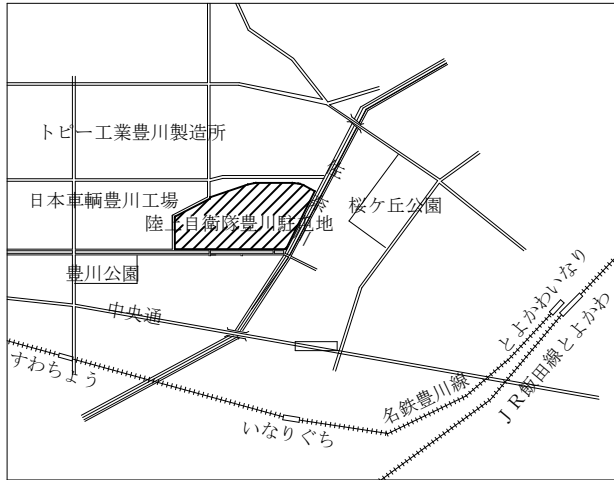 トピー工業豊川製造所
日本車輌豊川工場
陸上自衛隊豊川駐屯地
桜ケ丘公園
豊川公園
中央通
とよかわいなり
すわちょう
名鉄豊川線
JR飯田線とよかわ
いなりぐち